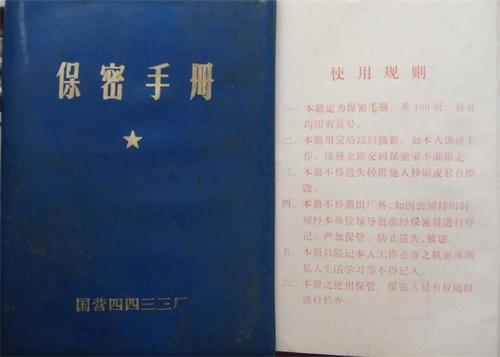 保密手册
国营四四三三厂
使用规则
一、本册定为保密手册，共100页，每页
均印有页号。
二、本册用完后以旧换新，如本人调转工
作，该册立即交回保密室不准带走。
三、本册不得遗失转借他人抄阅或私自撕
毁。
四、本册不得带出厂外，如因公须持出时，
须经本单位领导批准经保密员进行登
记，严加保管、防止遗失、被窃。
五、本册只限记本人工作业务之机密事项
私人生活学习等不得记入。
六、本册之使用保管，保密人员有权随时
进行检查。